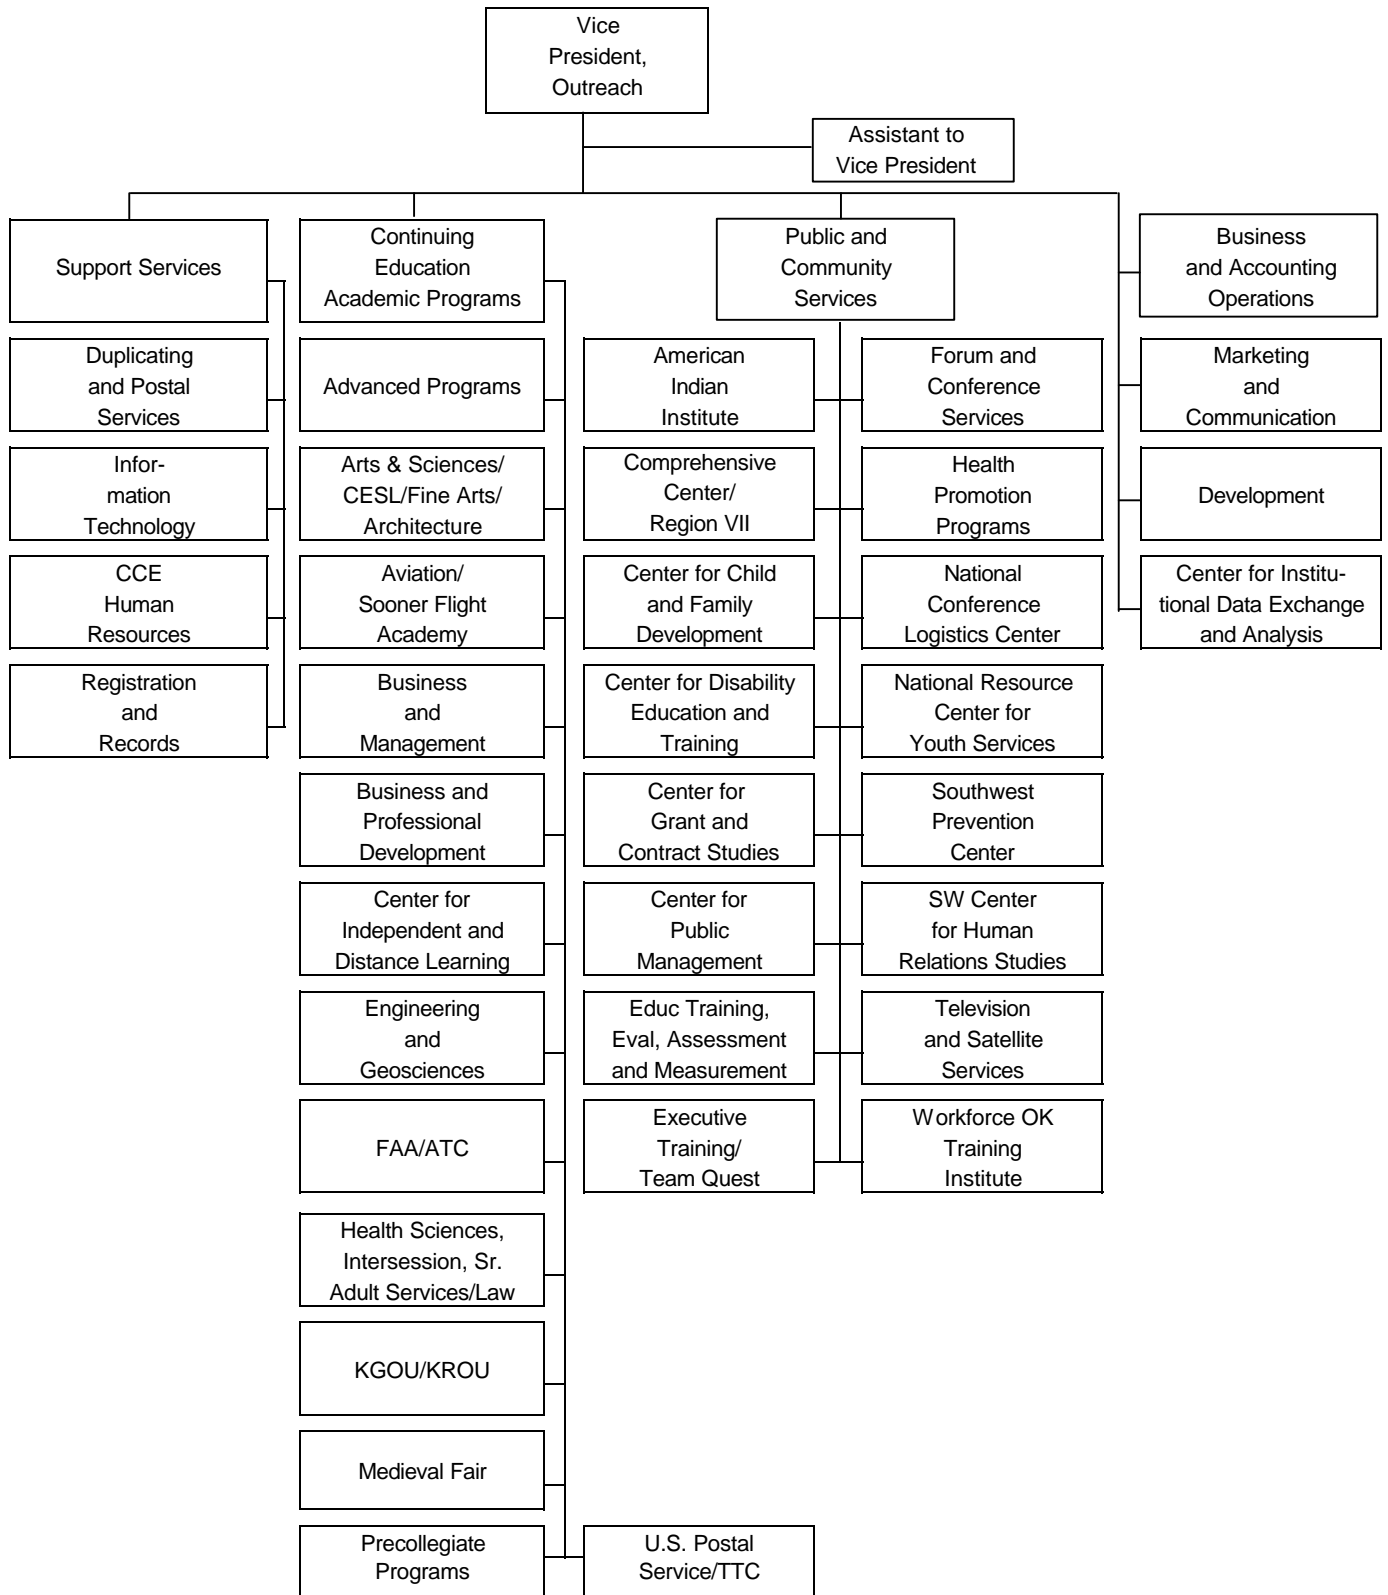 Vice
President,
Outreach
Assistant to
Vice President
Support Services
Continuing
Education
Academic Programs
Public and
Community
Services
Business
and Accounting
Operations
Duplicating
and Postal
Services
Infor-
mation
Technology
CCE
Human
Resources
Registration
and
Records
Advanced Programs
Arts & Sciences/
CESL/Fine Arts/
Architecture
Aviation/
Sooner Flight
Academy
Business
and
Management
Business and
Professional
Development
Center for
Independent and
Distance Learning
Engineering
and
Geosciences
FAA/ATC
Health Sciences,
Intersession, Sr.
Adult Services/Law
KGOU/KROU
Medieval Fair
Precollegiate
Programs
U.S. Postal
Service/TTC
American
Indian
Institute
Comprehensive
Center/
Region VII
Center for Child
and Family
Development
Center for Disability
Education and
Training
Center for
Grant and
Contract Studies
Center for
Public
Management
Educ Training,
Eval, Assessment
and Measurement
Executive
Training/
Team Quest
Forum and
Conference
Services
Health
Promotion
Programs
National
Conference
Logistics Center
National Resource
Center for
Youth Services
Southwest
Prevention
Center
SW Center
for Human
Relations Studies
Television
and Satellite
Services
Workforce OK
Training
Institute
Marketing
and
Communication
Development
Center for Institu-
tional Data Exchange
and Analysis